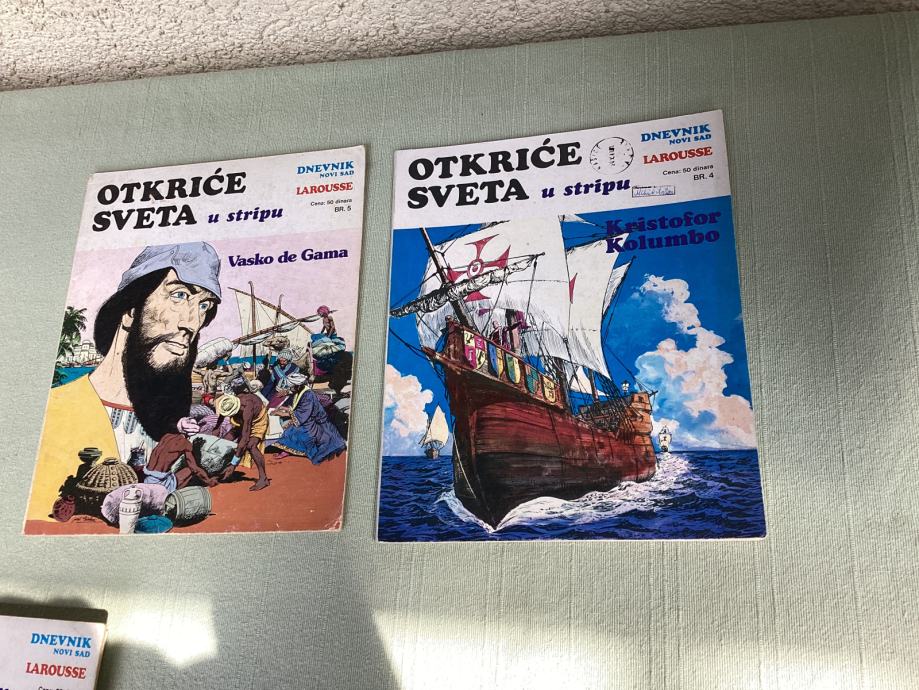 OTKRIĆE
SVETA u stripu
DNEVNIK
NOVI SAD
LAROUSSE
Cena: 50 dinara
BR. 5
Vasko de Gama
OTKRIĆE
SVETA u stripu
DNEVNIK
NOVI SAD
LAROUSSE
Cena: 50 dinara
BR. 4
Kristofor
Kolumbo
DNEVNIK
NOVI SAD
LAROUSSE